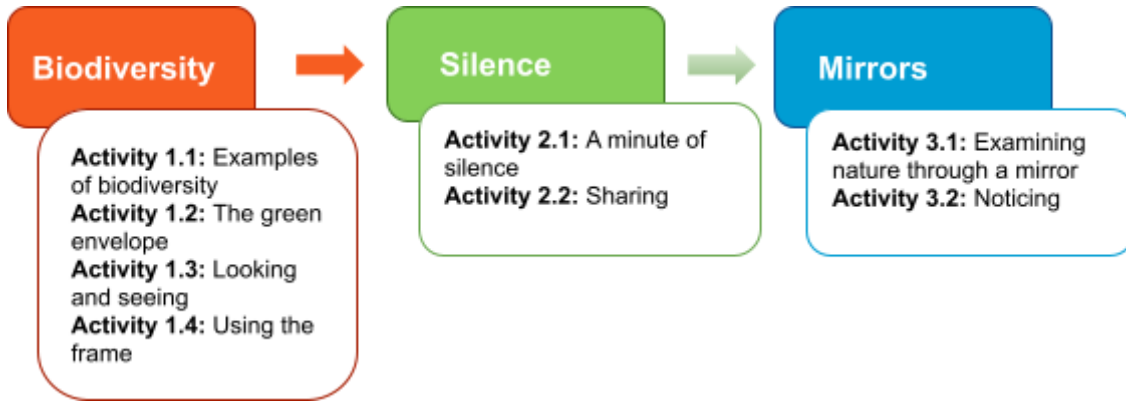 Biodiversity
Activity 1.1: Examples
of biodiversity
Activity 1.2: The green
envelope
Activity 1.3: Looking
and seeing
Activity 1.4: Using the
frame
Silence
Activity 2.1: A minute of
silence
Activity 2.2: Sharing
Mirrors
Activity 3.1: Examining
nature through a mirror
Activity 3.2: Noticing